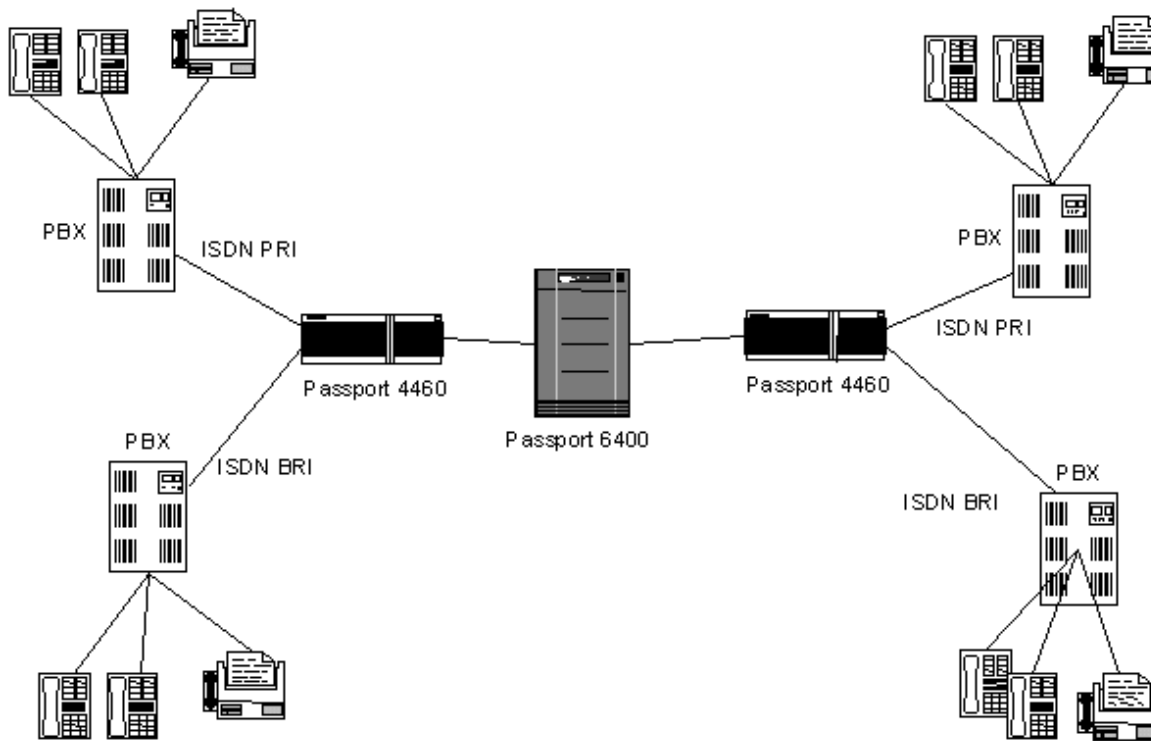 PBX
ISDN PRI
PBX
ISDN PRI
Passport 4460
Passport 4460
Passport 6400
PBX
ISDN BRI
PBX
ISDN BRI